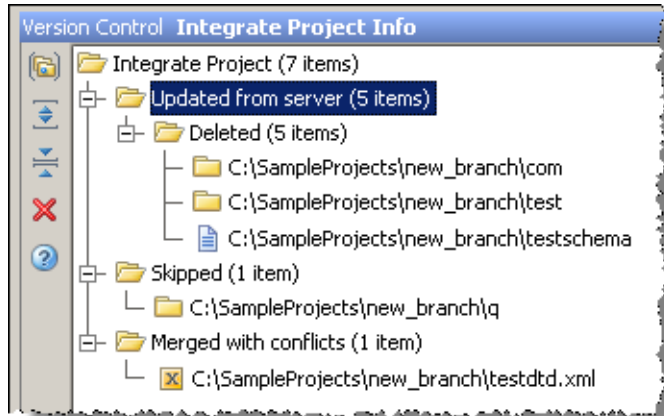 Version Control Integrate Project Info
Integrate Project (7 items)
Updated from server (5 items)
Deleted (5 items)
C:\SampleProjects\new_branch\com
C:\SampleProjects\new_branch\test
C:\SampleProjects\new_branch\testschema
Skipped (1 item)
C:\SampleProjects\new_branch\q
Merged with conflicts (1 item)
C:\SampleProjects\new_branch\testdtd.xml